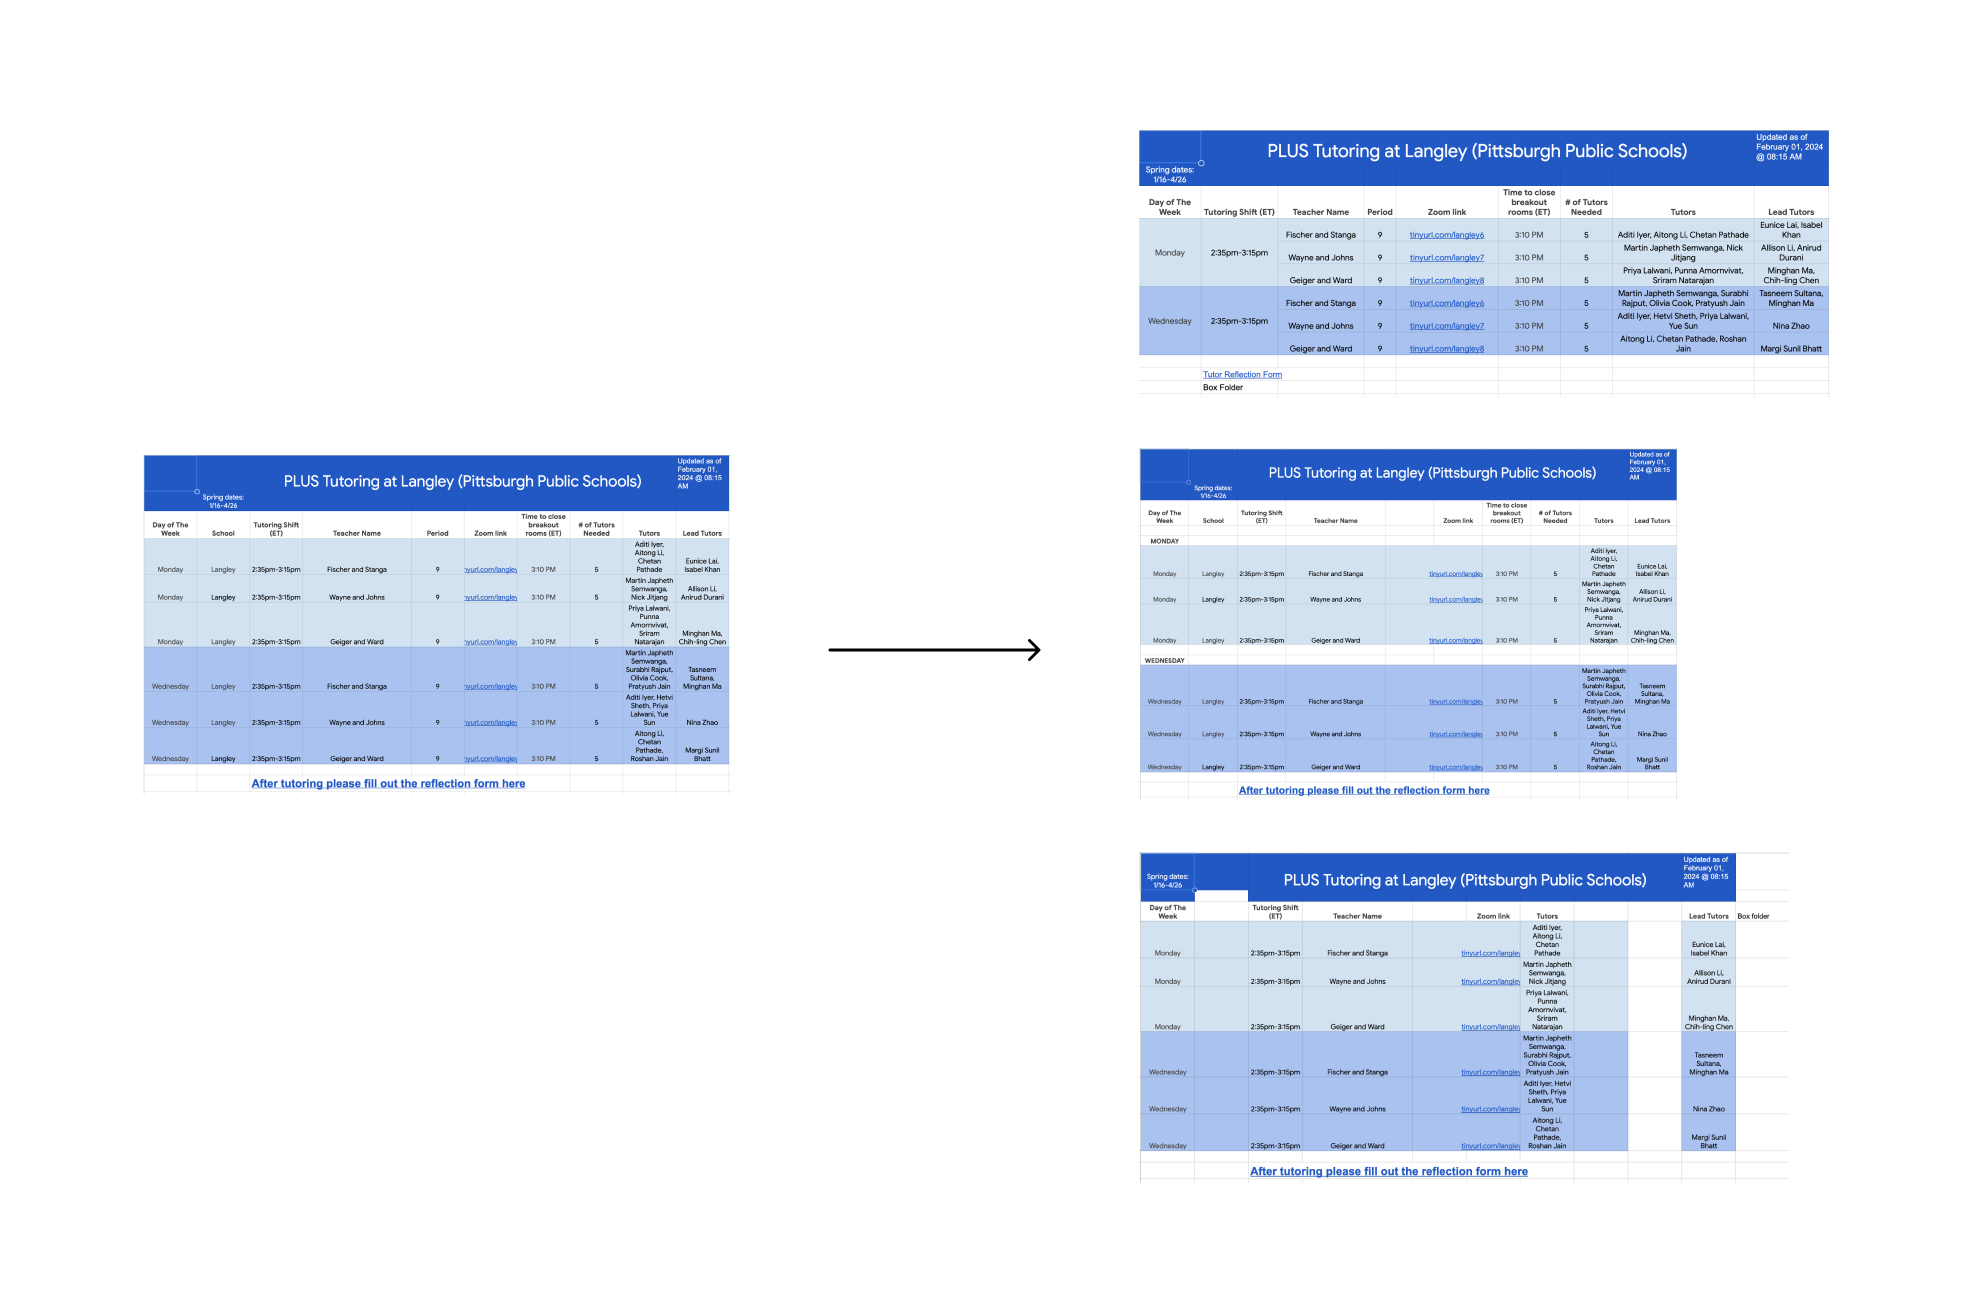 PLUS Tutoring at Langley (Pittsburgh Public Schools)
Updated as of
February 01,
2024 @ 08:15
AM
Spring dates:
1/16-4/26
Day of The Week School Tutoring Shift (ET) Teacher Name Period Zoom link Time to close breakout rooms (ET) # of Tutors Needed Tutors Lead Tutors
Monday Langley 2:35pm-3:15pm Fischer and Stanga 9 nyurl.com/langley 3:10 PM 5 Aditi Iyer, Aitong Li, Chetan Pathade Eunice Lai, Isabel Khan
Monday Langley 2:35pm-3:15pm Wayne and Johns 9 nyurl.com/langley 3:10 PM 5 Martin Japheth Semwanga, Nick Jitjang Allison Li, Anirud Durani
Monday Langley 2:35pm-3:15pm Geiger and Ward 9 nyurl.com/langley 3:10 PM 5 Priya Lalwani, Punna Amornvivat, Sriram Natarajan Minghan Ma, Chih-ling Chen
Wednesday Langley 2:35pm-3:15pm Fischer and Stanga 9 nyurl.com/langley 3:10 PM 5 Martin Japheth Semwanga, Surabhi Rajput, Olivia Cook, Pratyush Jain Tasneem Sultana, Minghan Ma
Wednesday Langley 2:35pm-3:15pm Wayne and Johns 9 nyurl.com/langley 3:10 PM 5 Aditi Iyer, Hetvi Sheth, Priya Lalwani, Yue Sun Nina Zhao
Wednesday Langley 2:35pm-3:15pm Geiger and Ward 9 nyurl.com/langley 3:10 PM 5 Aitong Li, Chetan Pathade, Roshan Jain Margi Sunil Bhatt
After tutoring please fill out the reflection form here
PLUS Tutoring at Langley (Pittsburgh Public Schools)
Updated as of
February 01, 2024
@ 08:15 AM
Spring dates:
1/16-4/26
Day of The Week Tutoring Shift (ET) Teacher Name Period Zoom link Time to close breakout rooms (ET) # of Tutors Needed Tutors Lead Tutors
Monday 2:35pm-3:15pm
Fischer and Stanga 9 tinyurl.com/langley6 3:10 PM 5 Aditi Iyer, Aitong Li, Chetan Pathade Eunice Lai, Isabel Khan
Wayne and Johns 9 tinyurl.com/langley7 3:10 PM 5 Martin Japheth Semwanga, Nick Jitjang Allison Li, Anirud Durani
Geiger and Ward 9 tinyurl.com/langley8 3:10 PM 5 Priya Lalwani, Punna Amornvivat, Sriram Natarajan Minghan Ma, Chih-ling Chen
Wednesday 2:35pm-3:15pm
Fischer and Stanga 9 tinyurl.com/langley6 3:10 PM 5 Martin Japheth Semwanga, Surabhi Rajput, Olivia Cook, Pratyush Jain Tasneem Sultana, Minghan Ma
Wayne and Johns 9 tinyurl.com/langley7 3:10 PM 5 Aditi Iyer, Hetvi Sheth, Priya Lalwani, Yue Sun Nina Zhao
Geiger and Ward 9 tinyurl.com/langley8 3:10 PM 5 Aitong Li, Chetan Pathade, Roshan Jain Margi Sunil Bhatt
Tutor Reflection Form
Box Folder
PLUS Tutoring at Langley (Pittsburgh Public Schools)
Updated as of
February 01,
2024 @ 08:15
AM
Spring dates:
1/16-4/26
Day of The Week School Tutoring Shift (ET) Teacher Name Zoom link Time to close breakout rooms (ET) # of Tutors Needed Tutors Lead Tutors
MONDAY
Monday Langley 2:35pm-3:15pm Fischer and Stanga tinyurl.com/langley 3:10 PM 5 Aditi Iyer, Aitong Li, Chetan Pathade Eunice Lai, Isabel Khan
Monday Langley 2:35pm-3:15pm Wayne and Johns tinyurl.com/langley 3:10 PM 5 Martin Japheth Semwanga, Nick Jitjang Allison Li, Anirud Durani
Monday Langley 2:35pm-3:15pm Geiger and Ward tinyurl.com/langley 3:10 PM 5 Priya Lalwani, Punna Amornvivat, Sriram Natarajan Minghan Ma, Chih-ling Chen
WEDNESDAY
Wednesday Langley 2:35pm-3:15pm Fischer and Stanga tinyurl.com/langley 3:10 PM 5 Martin Japheth Semwanga, Surabhi Rajput, Olivia Cook, Pratyush Jain Tasneem Sultana, Minghan Ma
Wednesday Langley 2:35pm-3:15pm Wayne and Johns tinyurl.com/langley 3:10 PM 5 Aditi Iyer, Hetvi Sheth, Priya Lalwani, Yue Sun Nina Zhao
Wednesday Langley 2:35pm-3:15pm Geiger and Ward tinyurl.com/langley 3:10 PM 5 Aitong Li, Chetan Pathade, Roshan Jain Margi Sunil Bhatt
After tutoring please fill out the reflection form here
PLUS Tutoring at Langley (Pittsburgh Public Schools)
Updated as of
February 01,
2024 @ 08:15
AM
Spring dates:
1/16-4/26
Day of The Week Tutoring Shift (ET) Teacher Name Zoom link Tutors Lead Tutors Box folder
Monday 2:35pm-3:15pm Fischer and Stanga tinyurl.com/langley Aditi Iyer, Aitong Li, Chetan Pathade Eunice Lai, Isabel Khan
Monday 2:35pm-3:15pm Wayne and Johns tinyurl.com/langley Martin Japheth Semwanga, Nick Jitjang Allison Li, Anirud Durani
Monday 2:35pm-3:15pm Geiger and Ward tinyurl.com/langley Priya Lalwani, Punna Amornvivat, Sriram Natarajan Minghan Ma, Chih-ling Chen
Wednesday 2:35pm-3:15pm Fischer and Stanga tinyurl.com/langley Martin Japheth Semwanga, Surabhi Rajput, Olivia Cook, Pratyush Jain Tasneem Sultana, Minghan Ma
Wednesday 2:35pm-3:15pm Wayne and Johns tinyurl.com/langley Aditi Iyer, Hetvi Sheth, Priya Lalwani, Yue Sun Nina Zhao
Wednesday 2:35pm-3:15pm Geiger and Ward tinyurl.com/langley Aitong Li, Chetan Pathade, Roshan Jain Margi Sunil Bhatt
After tutoring please fill out the reflection form here